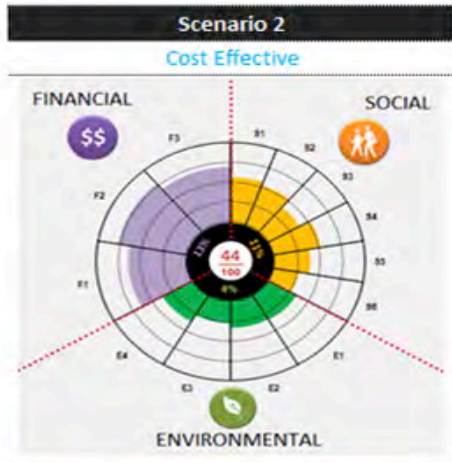 Scenario 2
Cost Effective
FINANCIAL
SOCIAL
$$
F3
S1
S2
S3
F2
S4
11%
44
100
S5
F1
S6
E4
E1
E3
E2
ENVIRONMENTAL